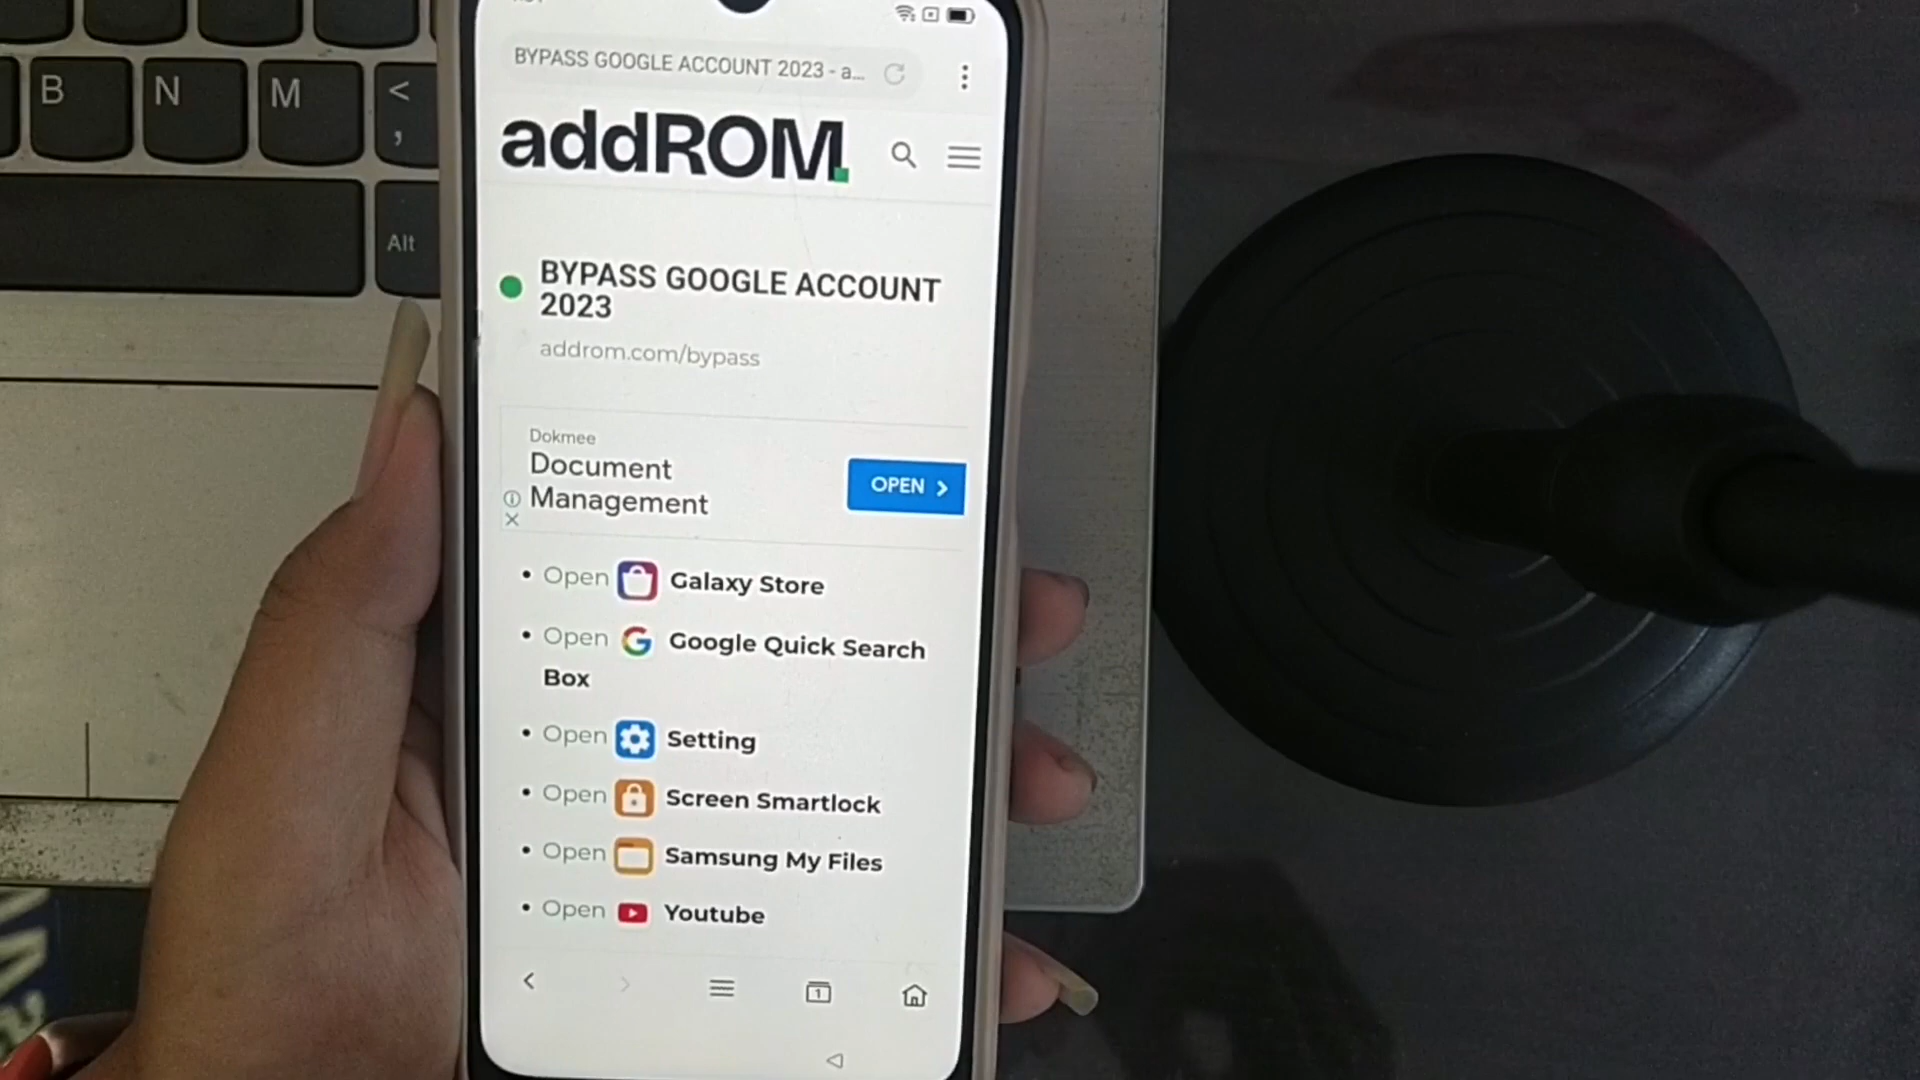 B N M <
,
Alt
BYPASS GOOGLE ACCOUNT 2023 - a...
addROM.
BYPASS GOOGLE ACCOUNT
2023
addrom.com/bypass
Dokmee
Document
Management
OPEN
Open Galaxy Store
Open Google Quick Search
Box
Open Setting
Open Screen Smartlock
Open Samsung My Files
Open Youtube
1